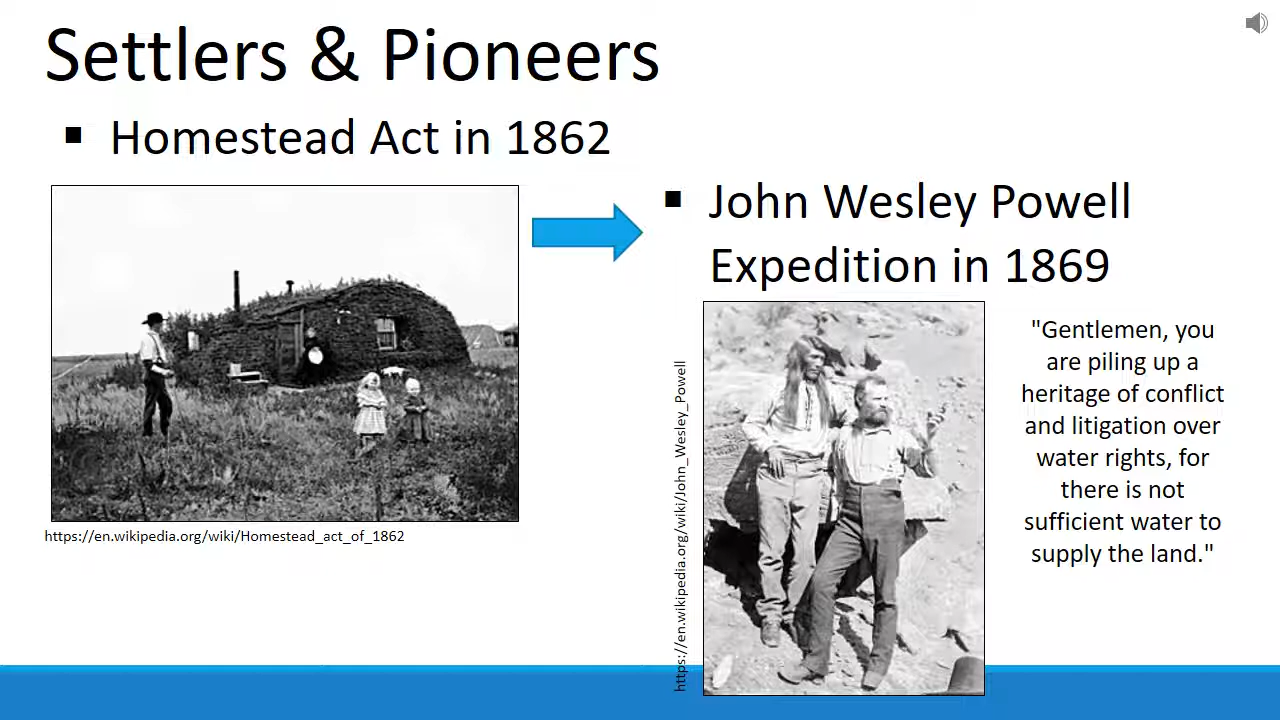 Settlers & Pioneers
▪ Homestead Act in 1862
https://en.wikipedia.org/wiki/Homestead_act_of_1862
▪ John Wesley Powell
Expedition in 1869
https://en.wikipedia.org/wiki/John_Wesley_Powell
"Gentlemen, you
are piling up a
heritage of conflict
and litigation over
water rights, for
there is not
sufficient water to
supply the land."